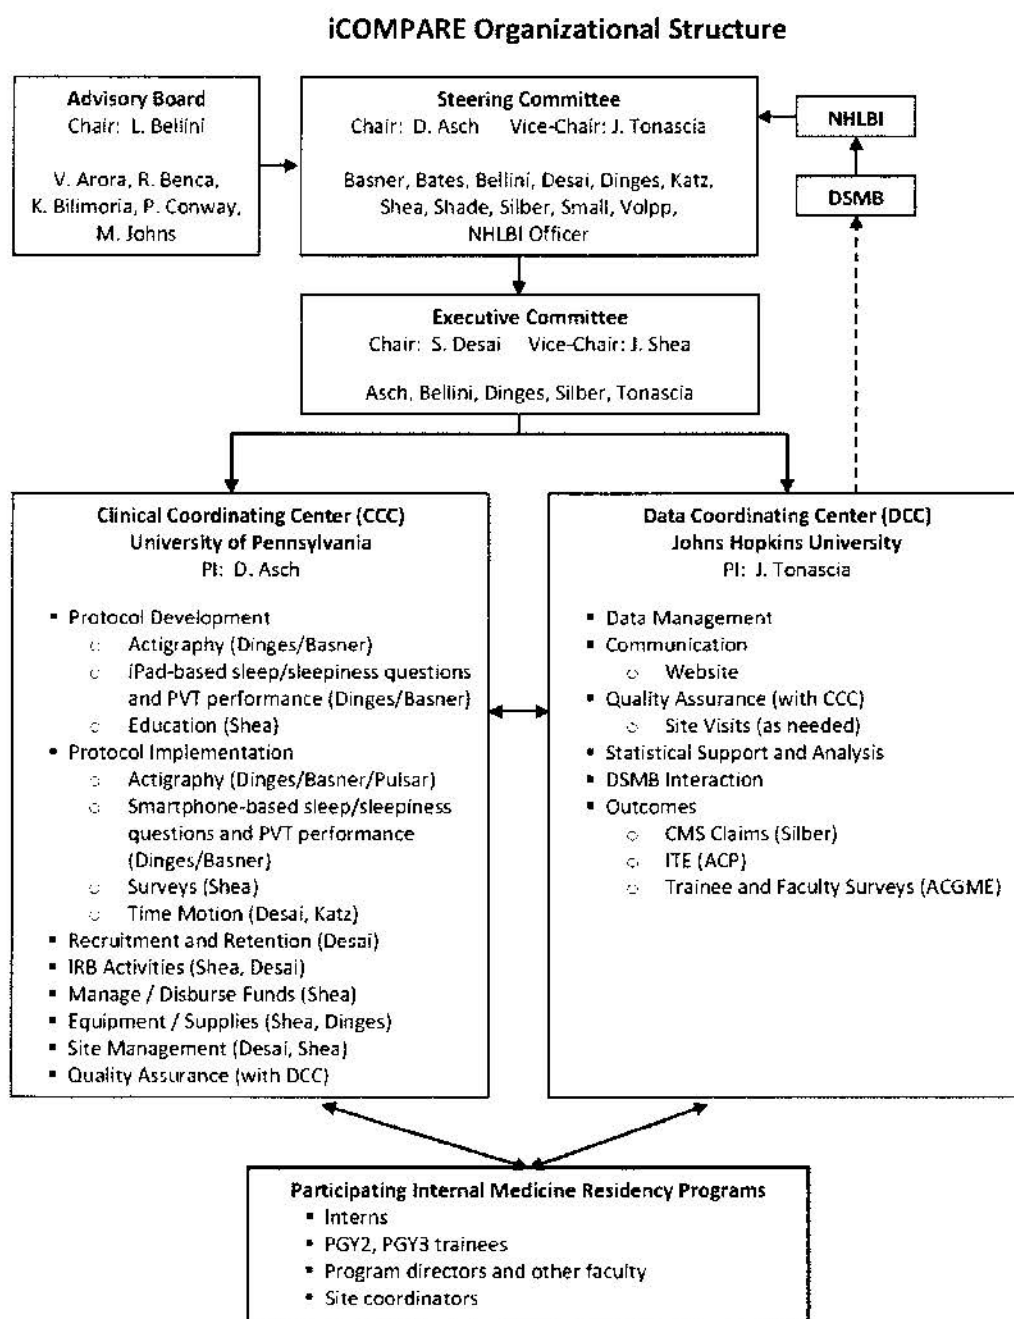 iCOMPARE Organizational Structure
Advisory Board
Chair: L. Bellini
V. Arora, R. Benca,
K. Bilimoria, P. Conway,
M. Johns
Steering Committee
Chair: D. Asch Vice-Chair: J. Tonascia
Basner, Bates, Bellini, Desai, Dinges, Katz,
Shea, Shade, Silber, Small, Volpp,
NHLBI Officer
NHLBI
DSMB
Executive Committee
Chair: S. Desai Vice-Chair: J. Shea
Asch, Bellini, Dinges, Silber, Tonascia
Clinical Coordinating Center (CCC)
University of Pennsylvania
PI: D. Asch
▪ Protocol Development
○ Actigraphy (Dinges/Basner)
○ iPad-based sleep/sleepiness questions
and PVT performance (Dinges/Basner)
○ Education (Shea)
▪ Protocol Implementation
○ Actigraphy (Dinges/Basner/Pulsar)
○ Smartphone-based sleep/sleepiness
questions and PVT performance
(Dinges/Basner)
○ Surveys (Shea)
○ Time Motion (Desai, Katz)
▪ Recruitment and Retention (Desai)
▪ IRB Activities (Shea, Desai)
▪ Manage / Disburse Funds (Shea)
▪ Equipment / Supplies (Shea, Dinges)
▪ Site Management (Desai, Shea)
▪ Quality Assurance (with DCC)
Data Coordinating Center (DCC)
Johns Hopkins University
PI: J. Tonascia
▪ Data Management
▪ Communication
○ Website
▪ Quality Assurance (with CCC)
○ Site Visits (as needed)
▪ Statistical Support and Analysis
▪ DSMB Interaction
▪ Outcomes
○ CMS Claims (Silber)
○ ITE (ACP)
○ Trainee and Faculty Surveys (ACGME)
Participating Internal Medicine Residency Programs
▪ Interns
▪ PGY2, PGY3 trainees
▪ Program directors and other faculty
▪ Site coordinators